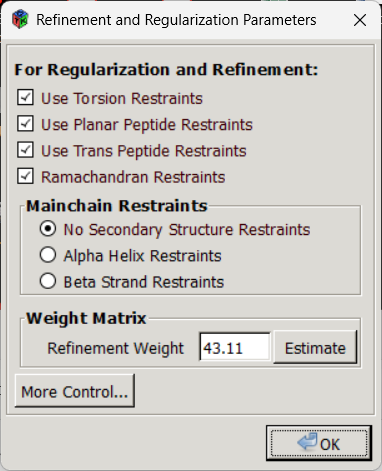 Refinement and Regularization Parameters
For Regularization and Refinement:
Use Torsion Restraints
Use Planar Peptide Restraints
Use Trans Peptide Restraints
Ramachandran Restraints
Mainchain Restraints
No Secondary Structure Restraints
Alpha Helix Restraints
Beta Strand Restraints
Weight Matrix
Refinement Weight 43.11 Estimate
More Control...
OK